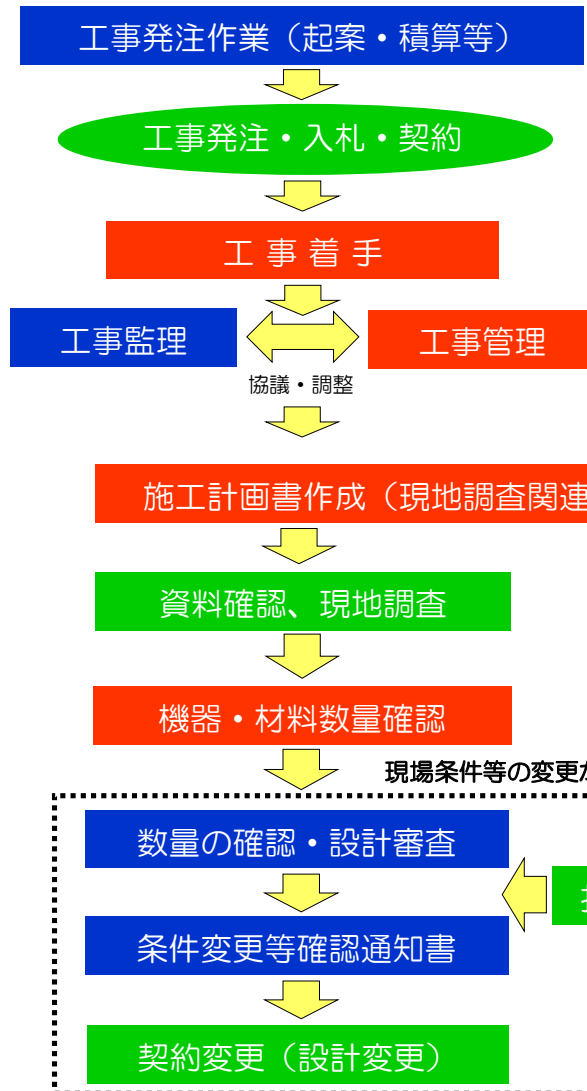 工事発注作業（起案・積算等）
工事発注・入札・契約
工 事 着 手
工事監理
工事管理
協議・調整
施工計画書作成（現地調査関連
資料確認、現地調査
機器・材料数量確認
現場条件等の変更
数量の確認・設計審査
条件変更等確認通知書
契約変更（設計変更）